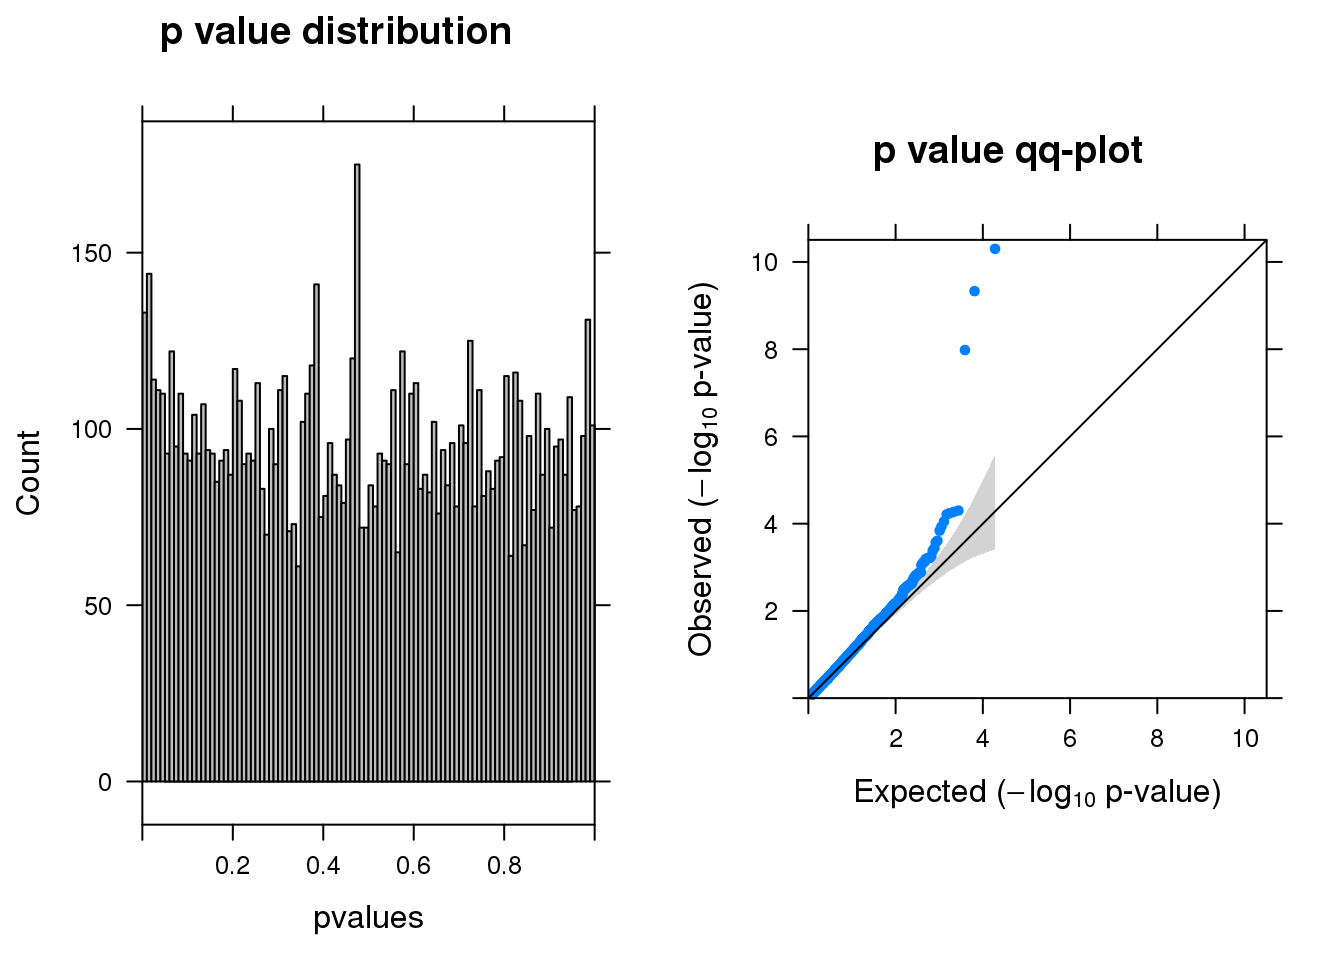 p value distribution
150
100
50
0
Count
0.2 0.4 0.6 0.8
pvalues
p value qq-plot
10
8
6
4
2
Observed (−log10 p-value)
2 4 6 8 10
Expected (−log10 p-value)